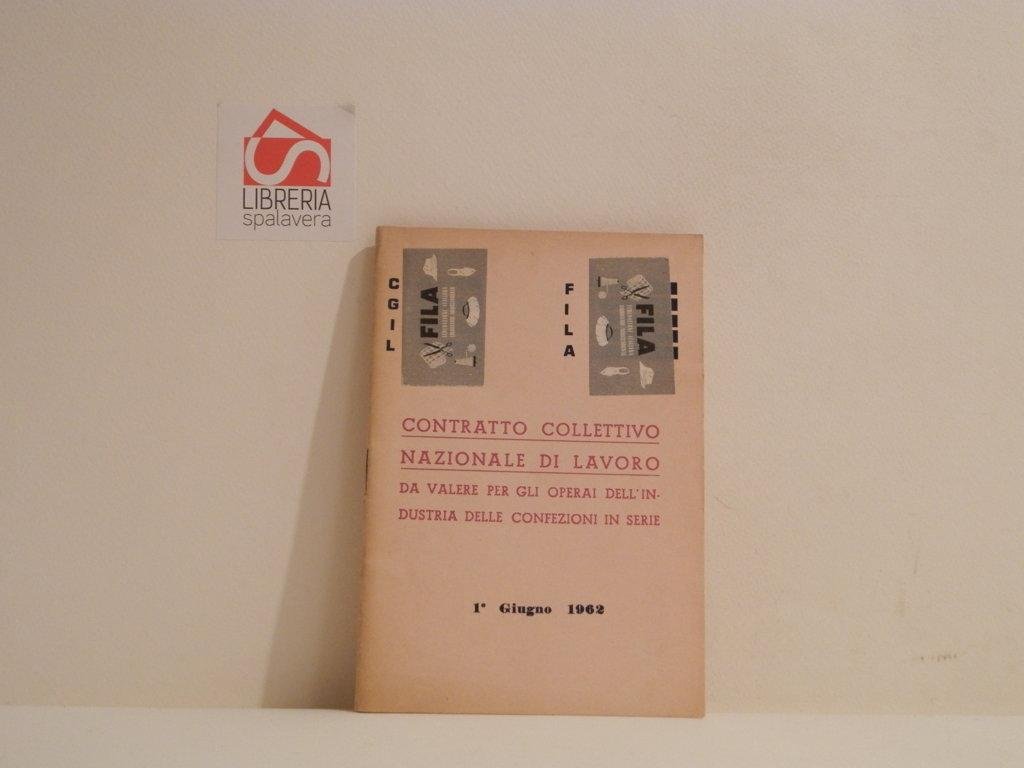 LIBRERIA
spalavera
CGIL
FILA
FILA
FILA
CONTRATTO COLLETTIVO
NAZIONALE DI LAVORO
DA VALERE PER GLI OPERAI DELL'IN-
DUSTRIA DELLE CONFEZIONI IN SERIE
1° Giugno 1962